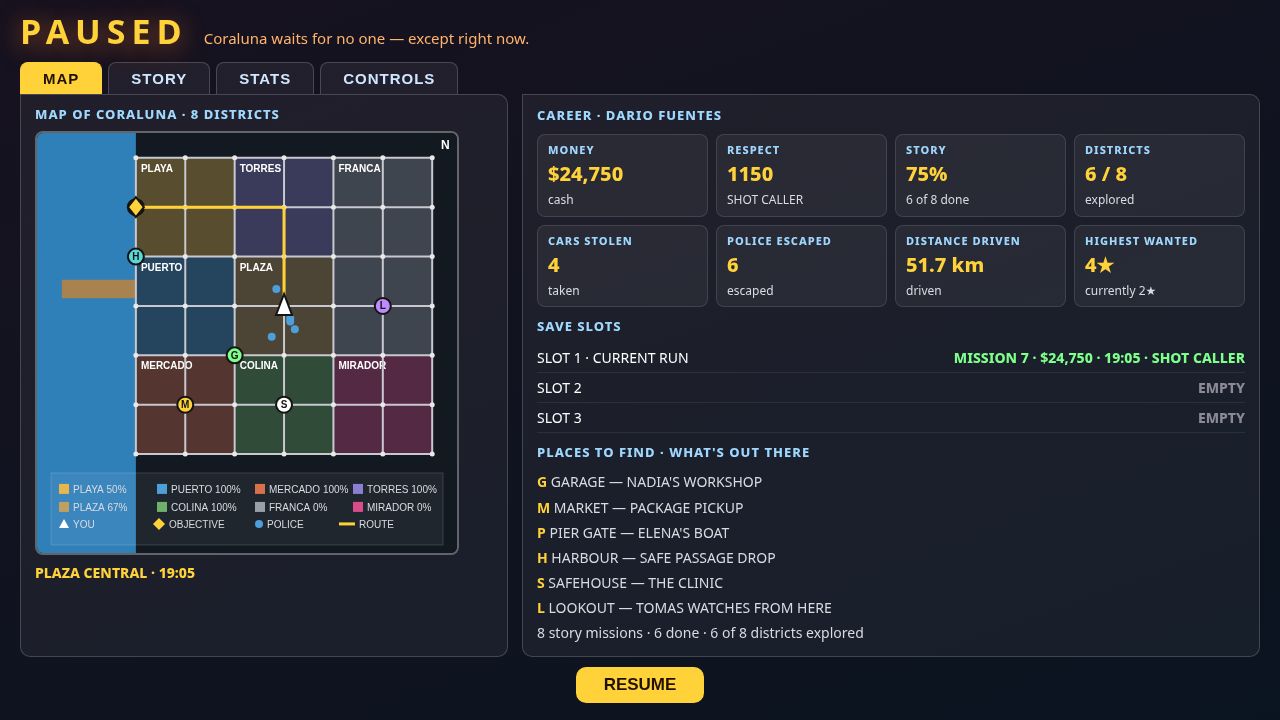 PAUSED
Coraluna waits for no one — except right now.
MAP
STORY
STATS
CONTROLS
MAP OF CORALUNA · 8 DISTRICTS
N
PLAYA
TORRES
FRANCA
H
PUERTO
PLAZA
L
G
MERCADO
COLINA
MIRADOR
M
S
PLAYA 50%
PUERTO 100%
MERCADO 100%
TORRES 100%
PLAZA 67%
COLINA 100%
FRANCA 0%
MIRADOR 0%
YOU
OBJECTIVE
POLICE
ROUTE
PLAZA CENTRAL · 19:05
CAREER · DARIO FUENTES
MONEY
$24,750
cash
RESPECT
1150
SHOT CALLER
STORY
75%
6 of 8 done
DISTRICTS
6 / 8
explored
CARS STOLEN
4
taken
POLICE ESCAPED
6
escaped
DISTANCE DRIVEN
51.7 km
driven
HIGHEST WANTED
4★
currently 2★
SAVE SLOTS
SLOT 1 · CURRENT RUN
MISSION 7 · $24,750 · 19:05 · SHOT CALLER
SLOT 2
EMPTY
SLOT 3
EMPTY
PLACES TO FIND · WHAT'S OUT THERE
G GARAGE — NADIA'S WORKSHOP
M MARKET — PACKAGE PICKUP
P PIER GATE — ELENA'S BOAT
H HARBOUR — SAFE PASSAGE DROP
S SAFEHOUSE — THE CLINIC
L LOOKOUT — TOMAS WATCHES FROM HERE
8 story missions · 6 done · 6 of 8 districts explored
RESUME